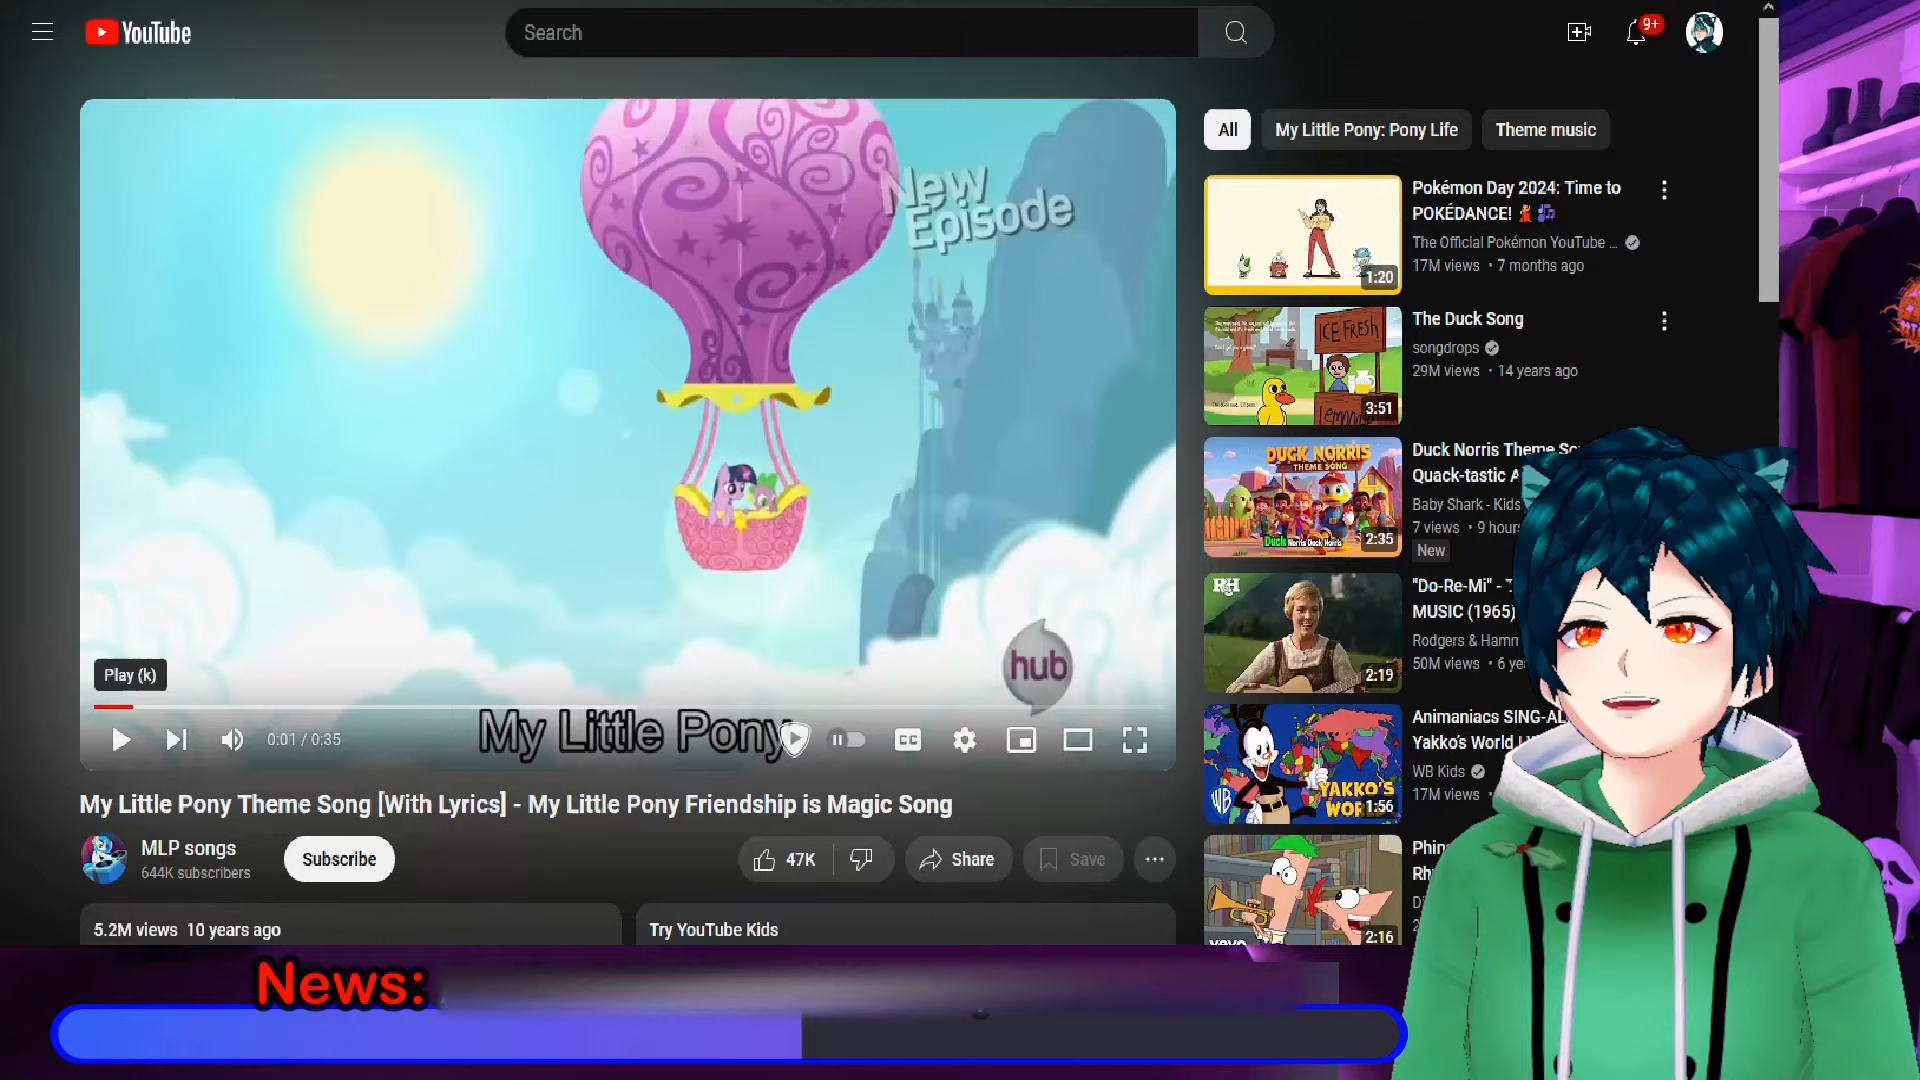 YouTube
Search
9+
New
Episode
hub
Play (k)
0:01 / 0:35
My Little Pony
CC
My Little Pony Theme Song [With Lyrics] - My Little Pony Friendship is Magic Song
MLP songs
644K subscribers
Subscribe
47K
Share
Save
5.2M views 10 years ago
Try YouTube Kids
All
My Little Pony: Pony Life
Theme music
Pokémon Day 2024: Time to
POKÉDANCE!
The Official Pokémon YouTube ...
17M views • 7 months ago
1:20
The Duck Song
songdrops
29M views • 14 years ago
ICE FRESH
3:51
Duck Norris Theme
Quack-tastic
Baby Shark - Kids
7 views • 9
New
DUCK NORRIS
THEME SONG
Duck Norris Duck Norris
2:35
"Do-Re-Mi" -
MUSIC (1965)
Rodgers &
50M views • 6
R&H
2:19
Animaniacs
Yakko's World
WB Kids
17M views
WB
YAKKO'S
1:56
2:16
News: